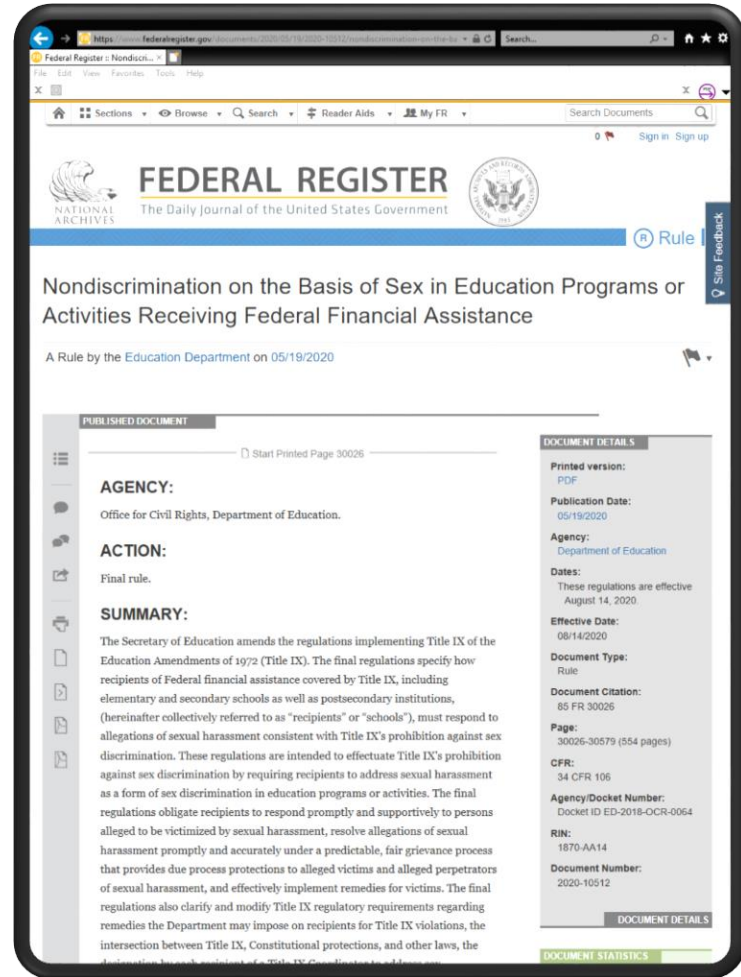 https://www.federalregister.gov/documents/2020/05/19/2020-10512/nondiscrimination-on-the-ba
Search...
Federal Register :: Nondiscri...
File Edit View Favorites Tools Help
Sections Browse Search Reader Aids My FR Search Documents
0 Sign in Sign up
NATIONAL ARCHIVES
FEDERAL REGISTER
The Daily Journal of the United States Government
Rule
Site Feedback
Nondiscrimination on the Basis of Sex in Education Programs or
Activities Receiving Federal Financial Assistance
A Rule by the Education Department on 05/19/2020
PUBLISHED DOCUMENT
Start Printed Page 30026
AGENCY:
Office for Civil Rights, Department of Education.
ACTION:
Final rule.
SUMMARY:
The Secretary of Education amends the regulations implementing Title IX of the
Education Amendments of 1972 (Title IX). The final regulations specify how
recipients of Federal financial assistance covered by Title IX, including
elementary and secondary schools as well as postsecondary institutions,
(hereinafter collectively referred to as “recipients” or “schools”), must respond to
allegations of sexual harassment consistent with Title IX's prohibition against sex
discrimination. These regulations are intended to effectuate Title IX's prohibition
against sex discrimination by requiring recipients to address sexual harassment
as a form of sex discrimination in education programs or activities. The final
regulations obligate recipients to respond promptly and supportively to persons
alleged to be victimized by sexual harassment, resolve allegations of sexual
harassment promptly and accurately under a predictable, fair grievance process
that provides due process protections to alleged victims and alleged perpetrators
of sexual harassment, and effectively implement remedies for victims. The final
regulations also clarify and modify Title IX regulatory requirements regarding
remedies the Department may impose on recipients for Title IX violations, the
intersection between Title IX, Constitutional protections, and other laws, the
designation by each recipient of a Title IX Coordinator to address sex
DOCUMENT DETAILS
Printed version:
PDF
Publication Date:
05/19/2020
Agency:
Department of Education
Dates:
These regulations are effective
August 14, 2020.
Effective Date:
08/14/2020
Document Type:
Rule
Document Citation:
85 FR 30026
Page:
30026-30579 (554 pages)
CFR:
34 CFR 106
Agency/Docket Number:
Docket ID ED-2018-OCR-0064
RIN:
1870-AA14
Document Number:
2020-10512
DOCUMENT DETAILS
DOCUMENT STATISTICS